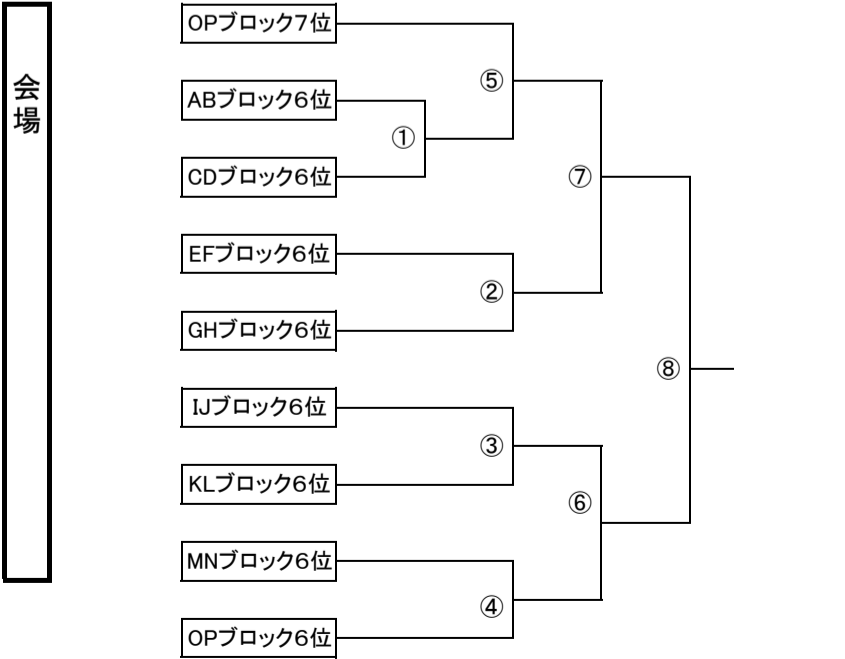 会場
OPブロック7位
⑤
ABブロック6位
①
CDブロック6位
⑦
EFブロック6位
②
GHブロック6位
⑧
IJブロック6位
③
KLブロック6位
⑥
MNブロック6位
④
OPブロック6位